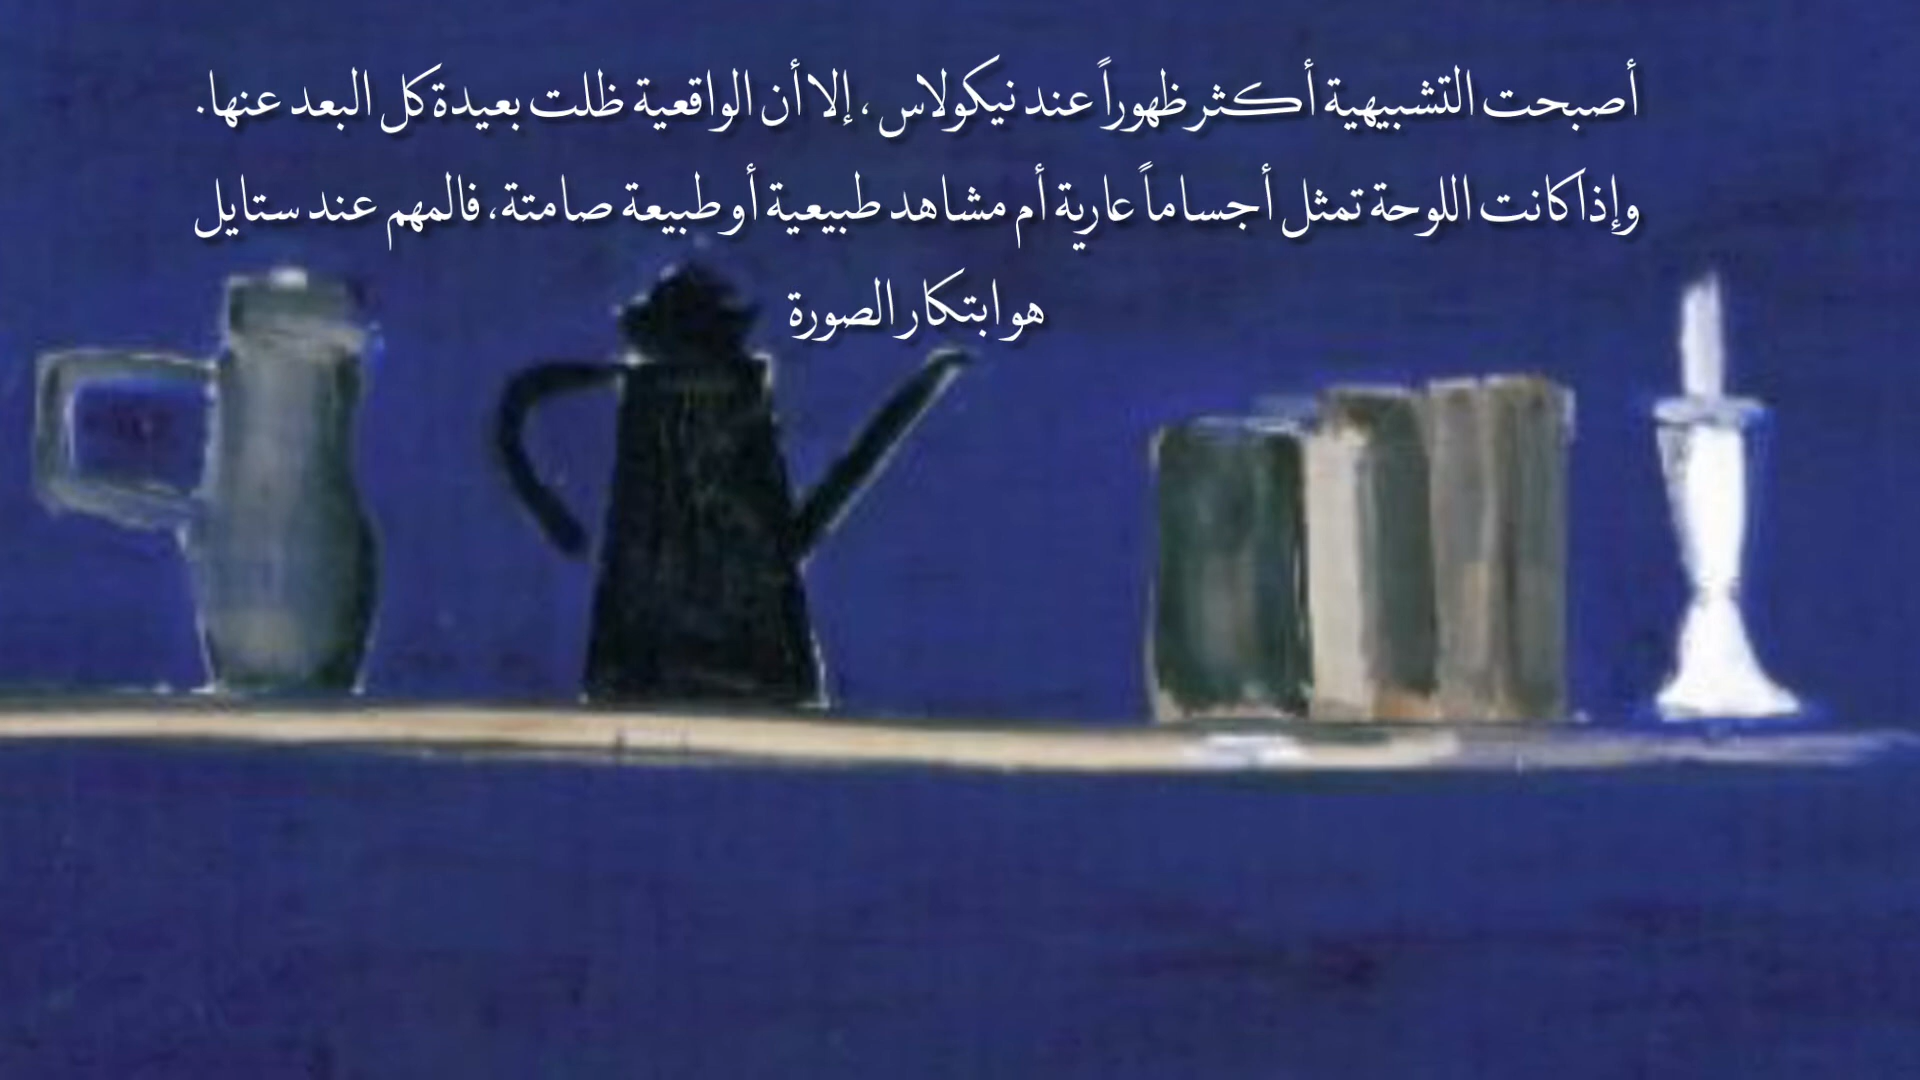 أصبحت التشبيهية أكثر ظهوراً عند نيكولاس ، إلا أن الواقعية ظلت بعيدة كل البعد عنها.
وإذا كانت اللوحة تمثل أجساماً عارية أم مشاهد طبيعية أو طبيعة صامتة، فالمهم عند ستايل
هو ابتكار الصورة